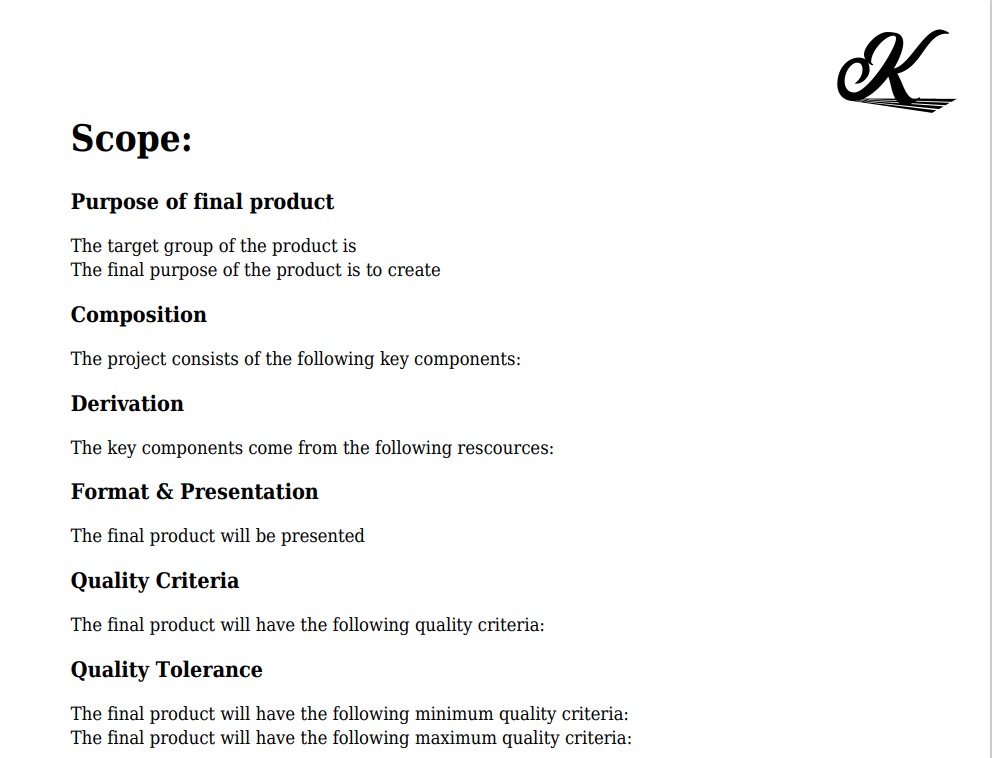 K
Scope:
Purpose of final product
The target group of the product is
The final purpose of the product is to create
Composition
The project consists of the following key components:
Derivation
The key components come from the following rescources:
Format & Presentation
The final product will be presented
Quality Criteria
The final product will have the following quality criteria:
Quality Tolerance
The final product will have the following minimum quality criteria:
The final product will have the following maximum quality criteria: